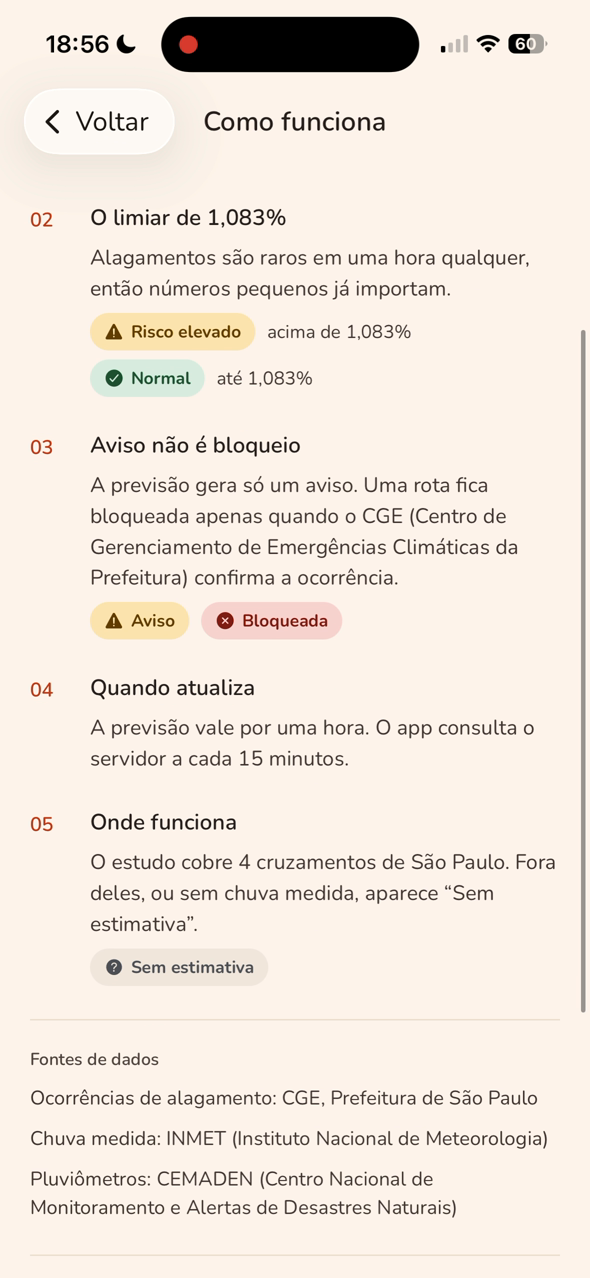 18:56
60
Voltar
Como funciona
02
O limiar de 1,083%
Alagamentos são raros em uma hora qualquer,
então números pequenos já importam.
Risco elevado acima de 1,083%
Normal até 1,083%
03
Aviso não é bloqueio
A previsão gera só um aviso. Uma rota fica
bloqueada apenas quando o CGE (Centro de
Gerenciamento de Emergências Climáticas da
Prefeitura) confirma a ocorrência.
Aviso Bloqueada
04
Quando atualiza
A previsão vale por uma hora. O app consulta o
servidor a cada 15 minutos.
05
Onde funciona
O estudo cobre 4 cruzamentos de São Paulo. Fora
deles, ou sem chuva medida, aparece “Sem
estimativa”.
Sem estimativa
Fontes de dados
Ocorrências de alagamento: CGE, Prefeitura de São Paulo
Chuva medida: INMET (Instituto Nacional de Meteorologia)
Pluviômetros: CEMADEN (Centro Nacional de
Monitoramento e Alertas de Desastres Naturais)